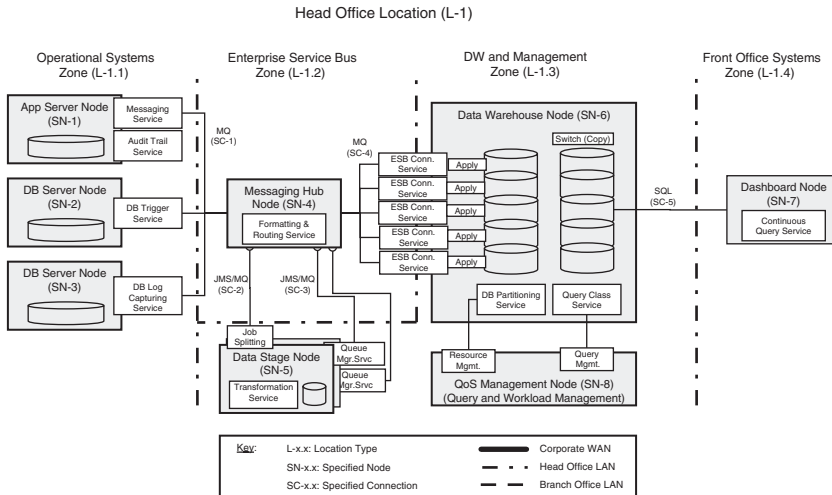 Head Office Location (L-1)
Operational Systems
Zone (L-1.1)
Enterprise Service Bus
Zone (L-1.2)
DW and Management
Zone (L-1.3)
Front Office Systems
Zone (L-1.4)
App Server Node
(SN-1)
Messaging
Service
Audit Trail
Service
MQ
(SC-1)
DB Server Node
(SN-2)
DB Trigger
Service
DB Server Node
(SN-3)
DB Log
Capturing
Service
Messaging Hub
Node (SN-4)
Formatting &
Routing Service
JMS/MQ
(SC-2)
JMS/MQ
(SC-3)
Job
Splitting
Data Stage Node
(SN-5)
Transformation
Service
Queue
Mgr.Srvc
Queue
Mgr.Srvc
MQ
(SC-4)
ESB Conn.
Service
ESB Conn.
Service
ESB Conn.
Service
ESB Conn.
Service
ESB Conn.
Service
Data Warehouse Node (SN-6)
Switch (Copy)
Apply
Apply
Apply
Apply
Apply
DB Partitioning
Service
Query Class
Service
Resource
Mgmt.
Query
Mgmt.
QoS Management Node (SN-8)
(Query and Workload Management)
SQL
(SC-5)
Dashboard Node
(SN-7)
Continuous
Query Service
Key:
L-x.x: Location Type
SN-x.x: Specified Node
SC-x.x: Specified Connection
Corporate WAN
Head Office LAN
Branch Office LAN